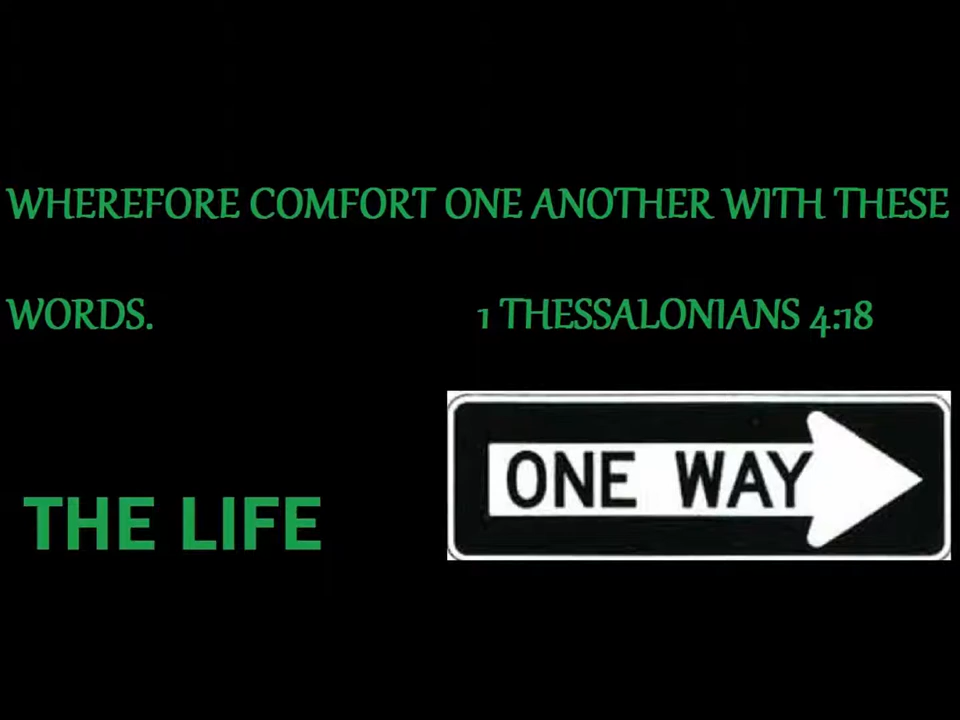 WHEREFORE COMFORT ONE ANOTHER WITH THESE
WORDS. 1 THESSALONIANS 4:18
THE LIFE
ONE WAY